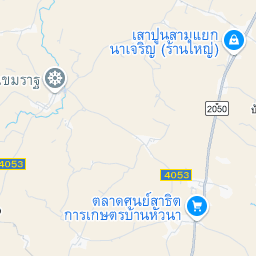 เสาปูนสามแยก
นาเจริญ (ร้านใหญ่)
เขมราฐ
2050
4053
4053
ตลาดศูนย์สาธิต
การเกษตรบ้านหัวนา